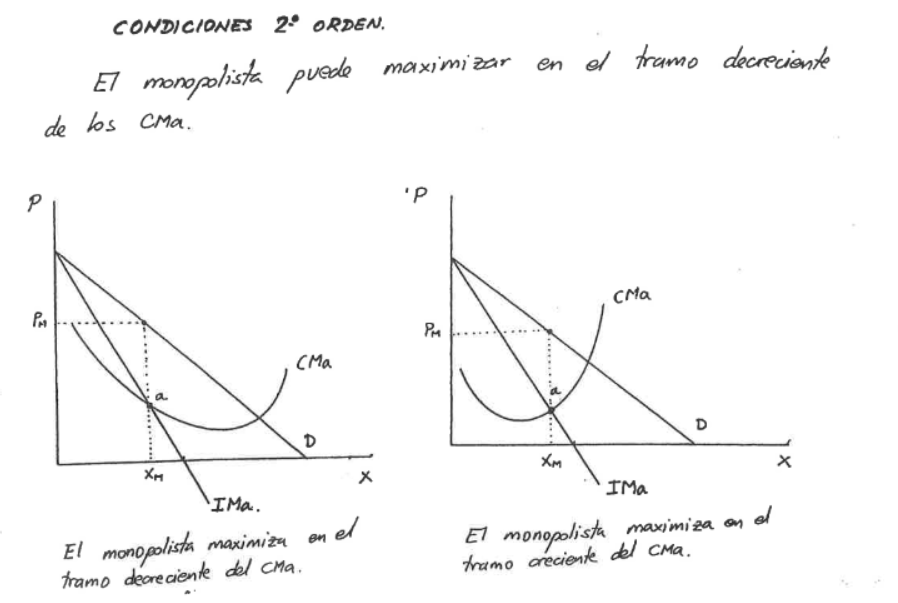 CONDICIONES 2º ORDEN.
El monopolista puede maximizar en el tramo decreciente
de los CMa.
P
PM
CMa
a
D
XM
X
IMa.
El monopolista maximiza en el
tramo decreciente del CMa.
'P
CMa
PM
a
D
XM
X
IMa
El monopolista maximiza en el
tramo creciente del CMa.